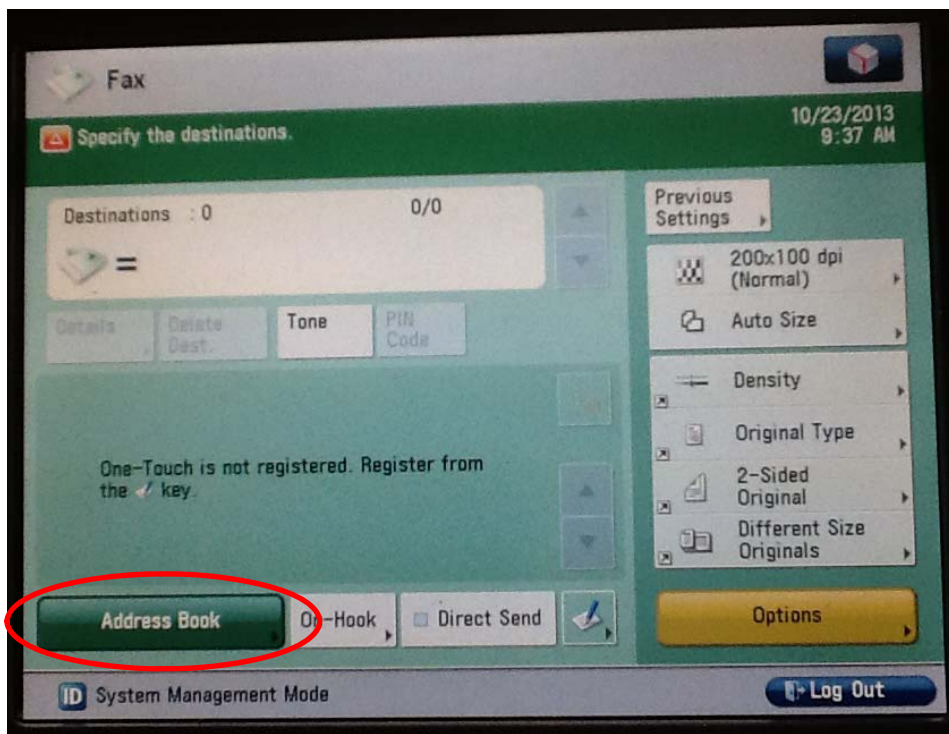 Fax
Specify the destinations.
10/23/2013
9:37 AM
Destinations : 0 0/0
=
Details
Delete
Dest.
Tone
PIN
Code
One-Touch is not registered. Register from
the key.
Address Book
On-Hook
Direct Send
Previous
Settings
200x100 dpi
(Normal)
Auto Size
Density
Original Type
2-Sided
Original
Different Size
Originals
Options
ID System Management Mode
Log Out